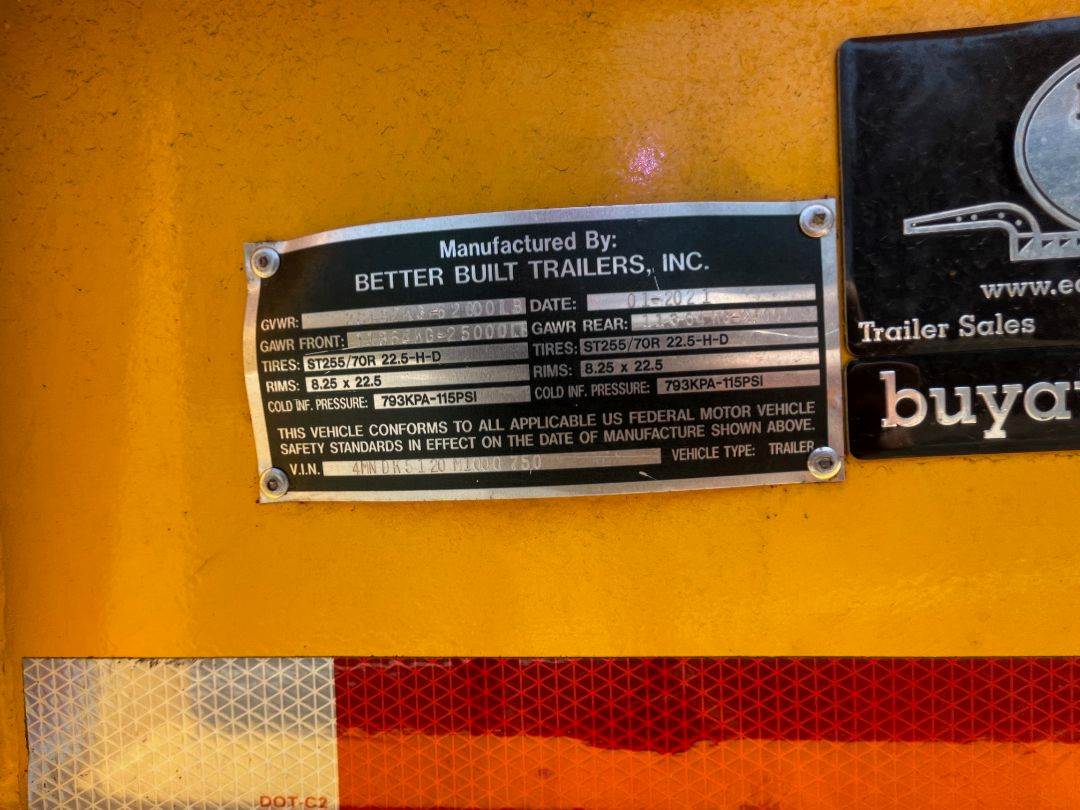 Manufactured By:
BETTER BUILT TRAILERS, INC.
GVWR: DATE: 01-2021
GAWR FRONT: GAWR REAR:
TIRES: ST255/70R 22.5-H-D TIRES: ST255/70R 22.5-H-D
RIMS: 8.25 x 22.5 RIMS: 8.25 x 22.5
COLD INF. PRESSURE: 793KPA-115PSI COLD INF. PRESSURE: 793KPA-115PSI
THIS VEHICLE CONFORMS TO ALL APPLICABLE US FEDERAL MOTOR VEHICLE
SAFETY STANDARDS IN EFFECT ON THE DATE OF MANUFACTURE SHOWN ABOVE.
V.I.N. VEHICLE TYPE: TRAILER
Trailer Sales
DOT-C2